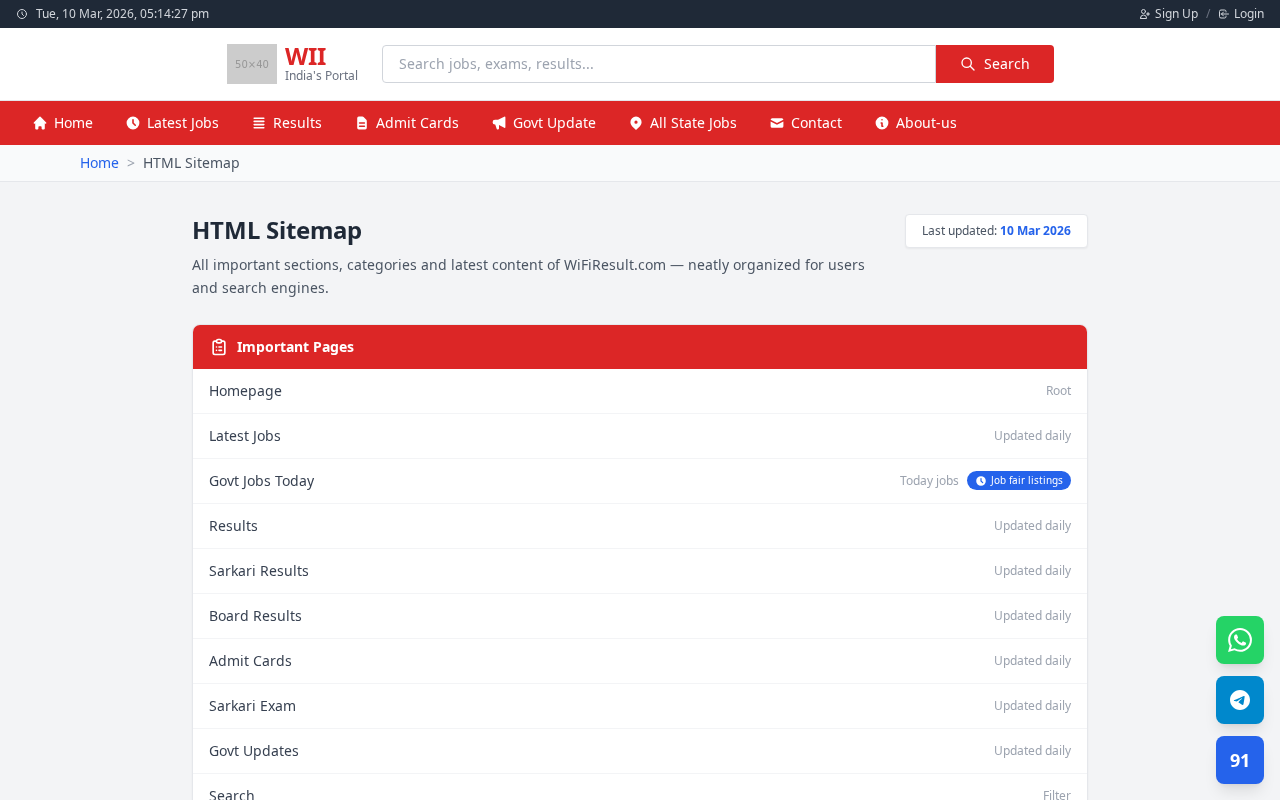 Tue, 10 Mar, 2026, 05:14:27 pm
Sign Up / Login
50×40
WII
India's Portal
Search jobs, exams, results...
Search
Home
Latest Jobs
Results
Admit Cards
Govt Update
All State Jobs
Contact
About-us
Home > HTML Sitemap
HTML Sitemap
Last updated: 10 Mar 2026
All important sections, categories and latest content of WiFiResult.com — neatly organized for users
and search engines.
Important Pages
Homepage Root
Latest Jobs Updated daily
Govt Jobs Today Today jobs Job fair listings
Results Updated daily
Sarkari Results Updated daily
Board Results Updated daily
Admit Cards Updated daily
Sarkari Exam Updated daily
Govt Updates Updated daily
Search Filter
91